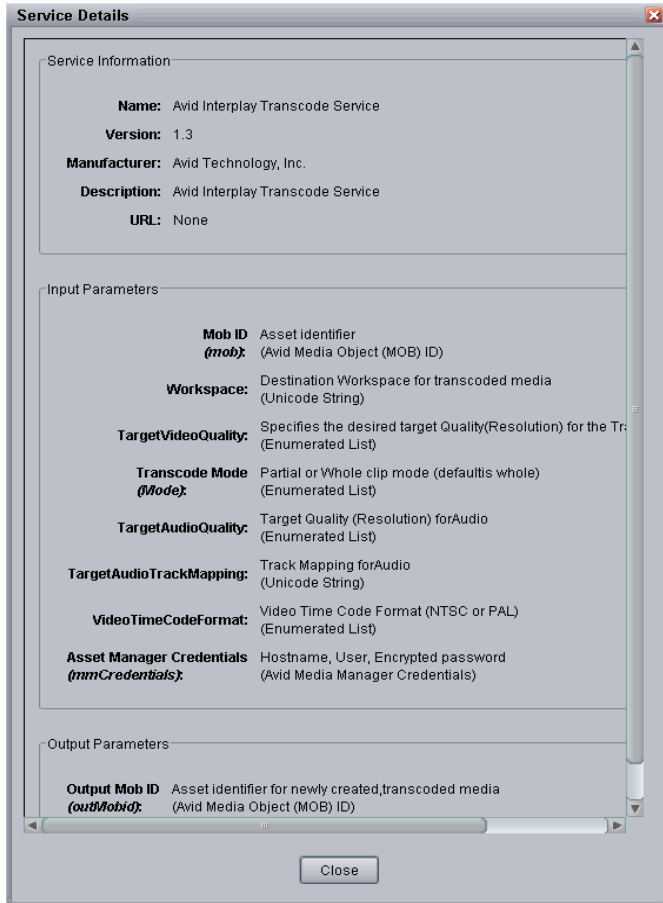 Service Details
Service Information
Name: Avid Interplay Transcode Service
Version: 1.3
Manufacturer: Avid Technology, Inc.
Description: Avid Interplay Transcode Service
URL: None
Input Parameters
Mob ID Asset identifier
(mob): (Avid Media Object (MOB) ID)
Workspace: Destination Workspace for transcoded media
(Unicode String)
TargetVideoQuality: Specifies the desired target Quality(Resolution) for the
(Enumerated List)
Transcode Mode Partial or Whole clip mode (defaultis whole)
(Mode): (Enumerated List)
TargetAudioQuality: Target Quality (Resolution) forAudio
(Enumerated List)
TargetAudioTrackMapping: Track Mapping forAudio
(Unicode String)
VideoTimeCodeFormat: Video Time Code Format (NTSC or PAL)
(Enumerated List)
Asset Manager Credentials Hostname, User, Encrypted password
(mmCredentials): (Avid Media Manager Credentials)
Output Parameters
Output Mob ID Asset identifier for newly created,transcoded media
(outMobid): (Avid Media Object (MOB) ID)
Close